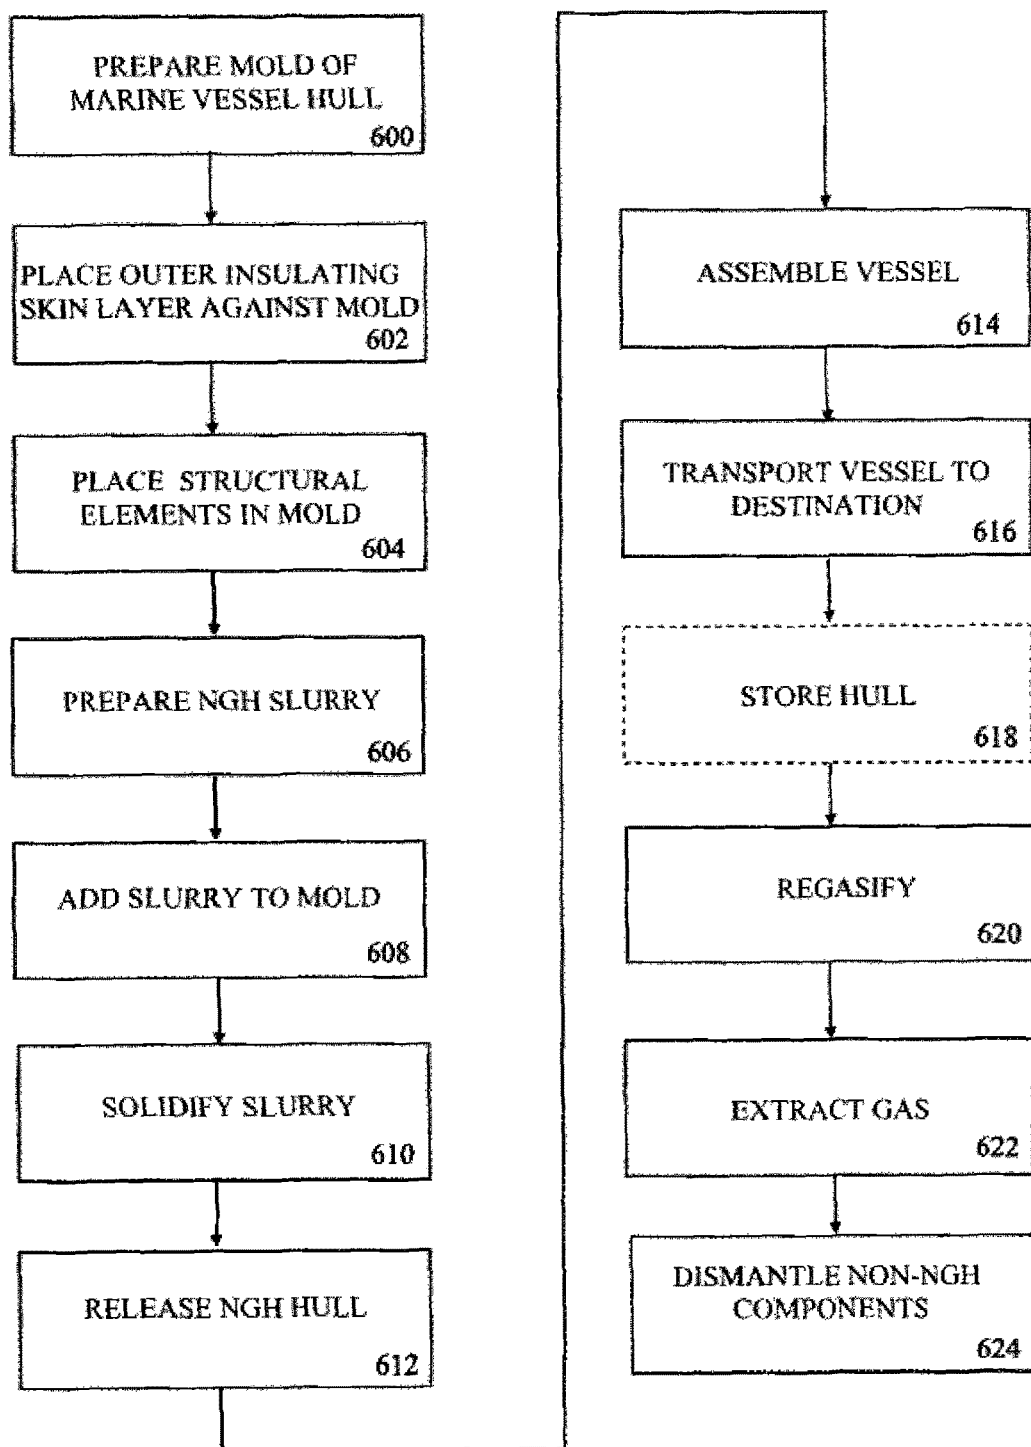 PREPARE MOLD OF
MARINE VESSEL HULL
600
PLACE OUTER INSULATING
SKIN LAYER AGAINST MOLD
602
PLACE STRUCTURAL
ELEMENTS IN MOLD
604
PREPARE NGH SLURRY
606
ADD SLURRY TO MOLD
608
SOLIDIFY SLURRY
610
RELEASE NGH HULL
612
ASSEMBLE VESSEL
614
TRANSPORT VESSEL TO
DESTINATION
616
STORE HULL
618
REGASIFY
620
EXTRACT GAS
622
DISMANTLE NON-NGH
COMPONENTS
624